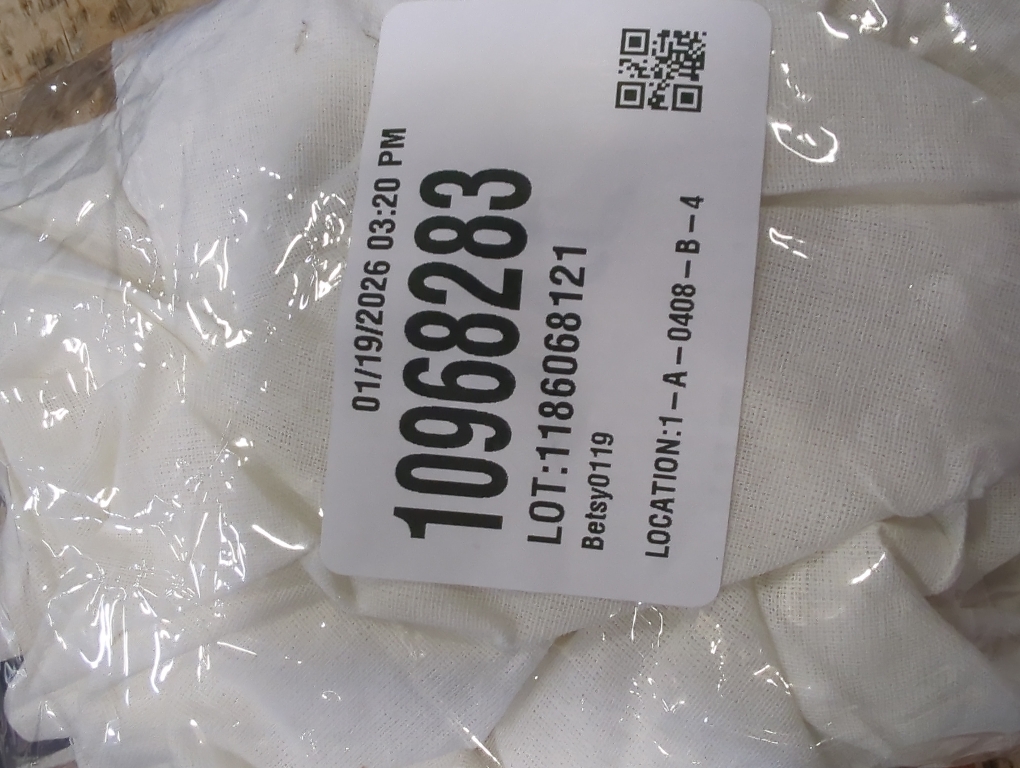 01/19/2026 03:20 PM
10968283
LOT:1186068121
Betsy0119
LOCATION:1-A-0408-B-4